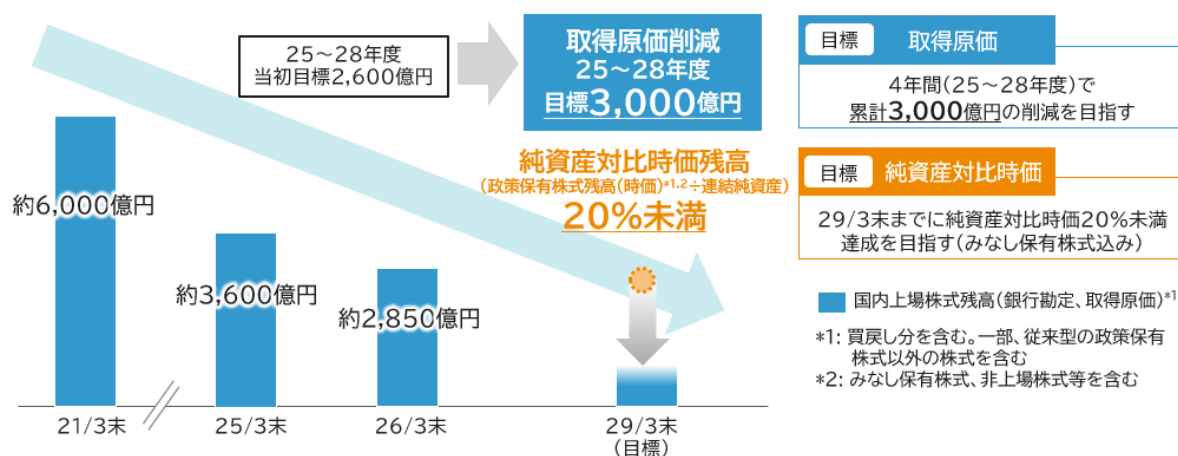 25～28年度
当初目標2,600億円
取得原価削減
25～28年度
目標3,000億円
純資産対比時価残高
（政策保有株式残高(時価)*1,2÷連結純資産）
20%未満
約6,000億円
約3,600億円
約2,850億円
21/3末
25/3末
26/3末
29/3末
(目標)
目標 取得原価
4年間(25～28年度)で
累計3,000億円の削減を目指す
目標 純資産対比時価
29/3末までに純資産対比時価20%未満
達成を目指す(みなし保有株式込み)
国内上場株式残高(銀行勘定、取得原価)*1
*1: 買戻し分を含む。一部、従来型の政策保有
株式以外の株式を含む
*2: みなし保有株式、非上場株式等を含む